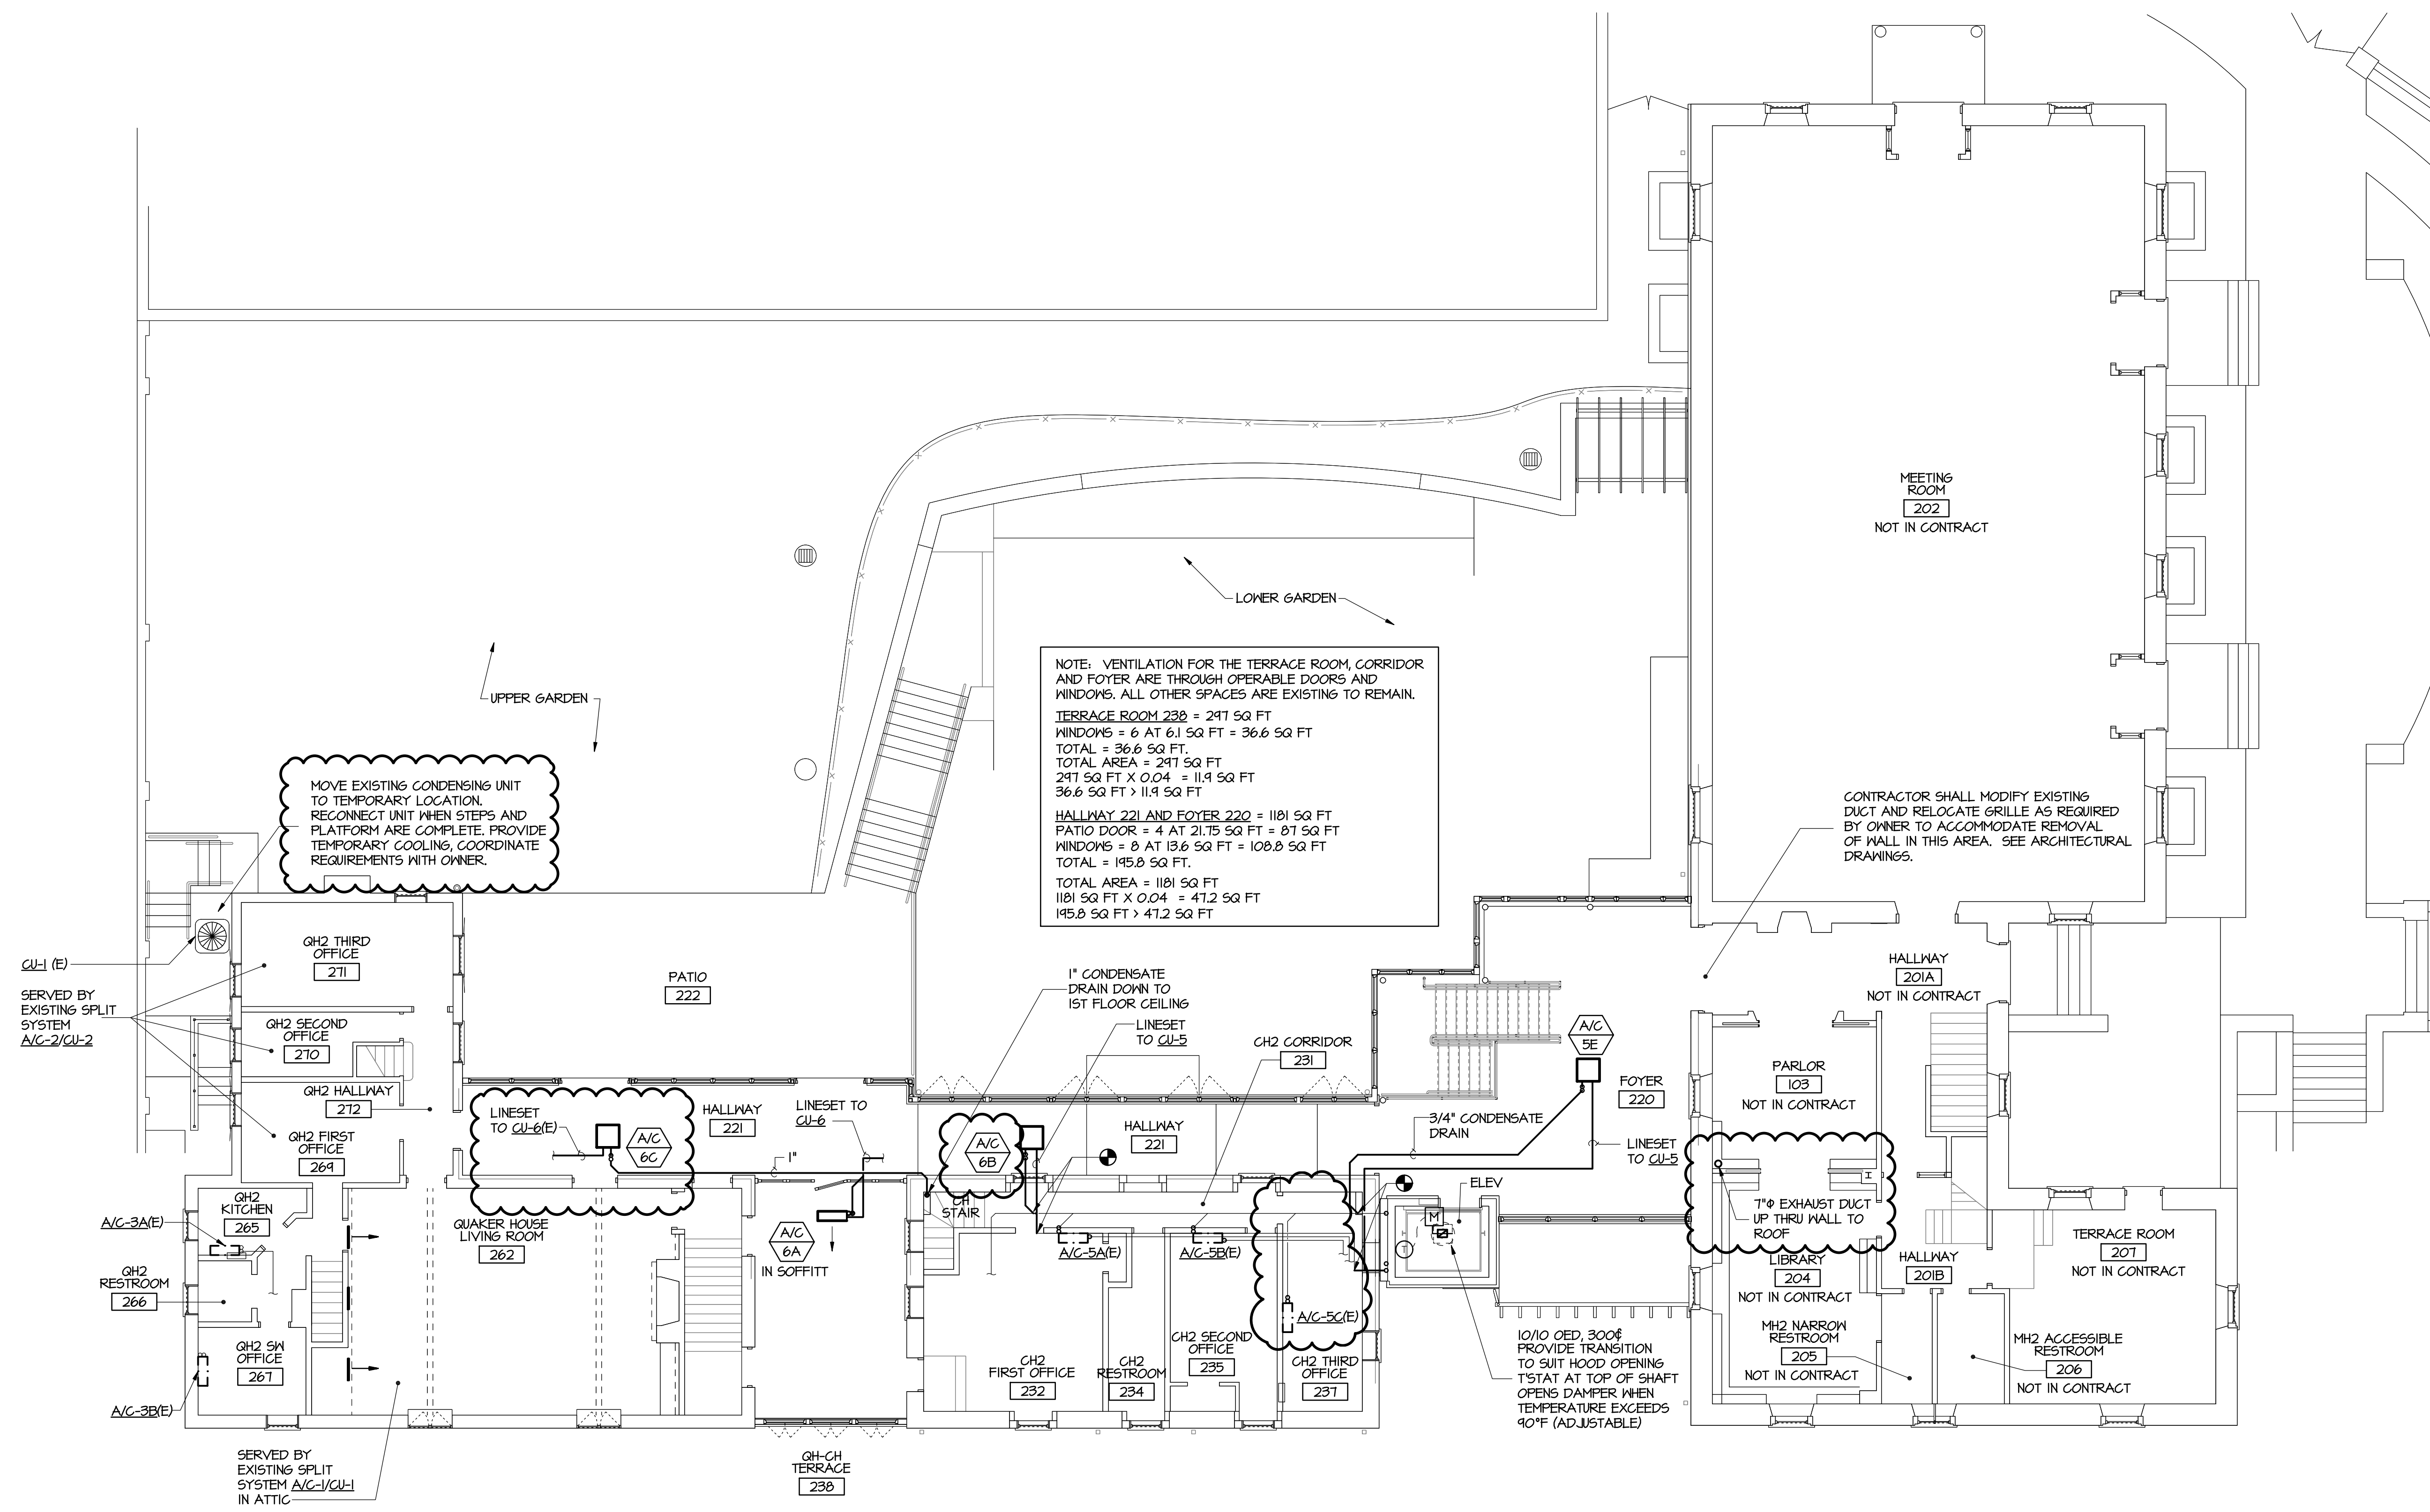 MEETING
ROOM
202
NOT IN CONTRACT
LOWER GARDEN
UPPER GARDEN
NOTE: VENTILATION FOR THE TERRACE ROOM, CORRIDOR
AND FOYER ARE THROUGH OPERABLE DOORS AND
WINDOWS. ALL OTHER SPACES ARE EXISTING TO REMAIN.
TERRACE ROOM 238 = 297 SQ FT
WINDOWS = 6 AT 6.1 SQ FT = 36.6 SQ FT
TOTAL = 36.6 SQ FT.
TOTAL AREA = 297 SQ FT
297 SQ FT X 0.04 = 11.9 SQ FT
36.6 SQ FT > 11.9 SQ FT
HALLWAY 221 AND FOYER 220 = 1181 SQ FT
PATIO DOOR = 4 AT 21.75 SQ FT = 87 SQ FT
WINDOWS = 8 AT 13.6 SQ FT = 108.8 SQ FT
TOTAL = 195.8 SQ FT.
TOTAL AREA = 1181 SQ FT
1181 SQ FT X 0.04 = 47.2 SQ FT
195.8 SQ FT > 47.2 SQ FT
MOVE EXISTING CONDENSING UNIT
TO TEMPORARY LOCATION.
RECONNECT UNIT WHEN STEPS AND
PLATFORM ARE COMPLETE. PROVIDE
TEMPORARY COOLING, COORDINATE
REQUIREMENTS WITH OWNER.
CONTRACTOR SHALL MODIFY EXISTING
DUCT AND RELOCATE GRILLE AS REQUIRED
BY OWNER TO ACCOMMODATE REMOVAL
OF WALL IN THIS AREA. SEE ARCHITECTURAL
DRAWINGS.
CU-1 (E)
SERVED BY
EXISTING SPLIT
SYSTEM
A/C-2/CU-2
QH2 THIRD
OFFICE
271
QH2 SECOND
OFFICE
270
QH2 HALLWAY
272
QH2 FIRST
OFFICE
269
PATIO
222
1" CONDENSATE
DRAIN DOWN TO
1ST FLOOR CEILING
LINESET
TO CU-5
CH2 CORRIDOR
231
A/C
5E
FOYER
220
HALLWAY
201A
NOT IN CONTRACT
PARLOR
103
NOT IN CONTRACT
LINESET
TO CU-6(E)
A/C
6C
HALLWAY
221
LINESET TO
CU-6
1"
A/C
6B
HALLWAY
221
3/4" CONDENSATE
DRAIN
LINESET
TO CU-5
QH2
KITCHEN
265
A/C-3A(E)
QH2
RESTROOM
266
QH2 SW
OFFICE
267
A/C-3B(E)
QUAKER HOUSE
LIVING ROOM
262
A/C
6A
IN SOFFITT
CH
STAIR
A/C-5A(E)
A/C-5B(E)
A/C-5C(E)
ELEV
M
T
7"Φ EXHAUST DUCT
UP THRU WALL TO
ROOF
LIBRARY
204
NOT IN CONTRACT
HALLWAY
201B
TERRACE ROOM
207
NOT IN CONTRACT
CH2
FIRST OFFICE
232
CH2
RESTROOM
234
CH2 SECOND
OFFICE
235
CH2 THIRD
OFFICE
237
10/10 OED, 300¢
PROVIDE TRANSITION
TO SUIT HOOD OPENING
T'STAT AT TOP OF SHAFT
OPENS DAMPER WHEN
TEMPERATURE EXCEEDS
90°F (ADJUSTABLE)
MH2 NARROW
RESTROOM
205
NOT IN CONTRACT
MH2 ACCESSIBLE
RESTROOM
206
NOT IN CONTRACT
SERVED BY
EXISTING SPLIT
SYSTEM A/C-1/CU-1
IN ATTIC
QH-CH
TERRACE
238